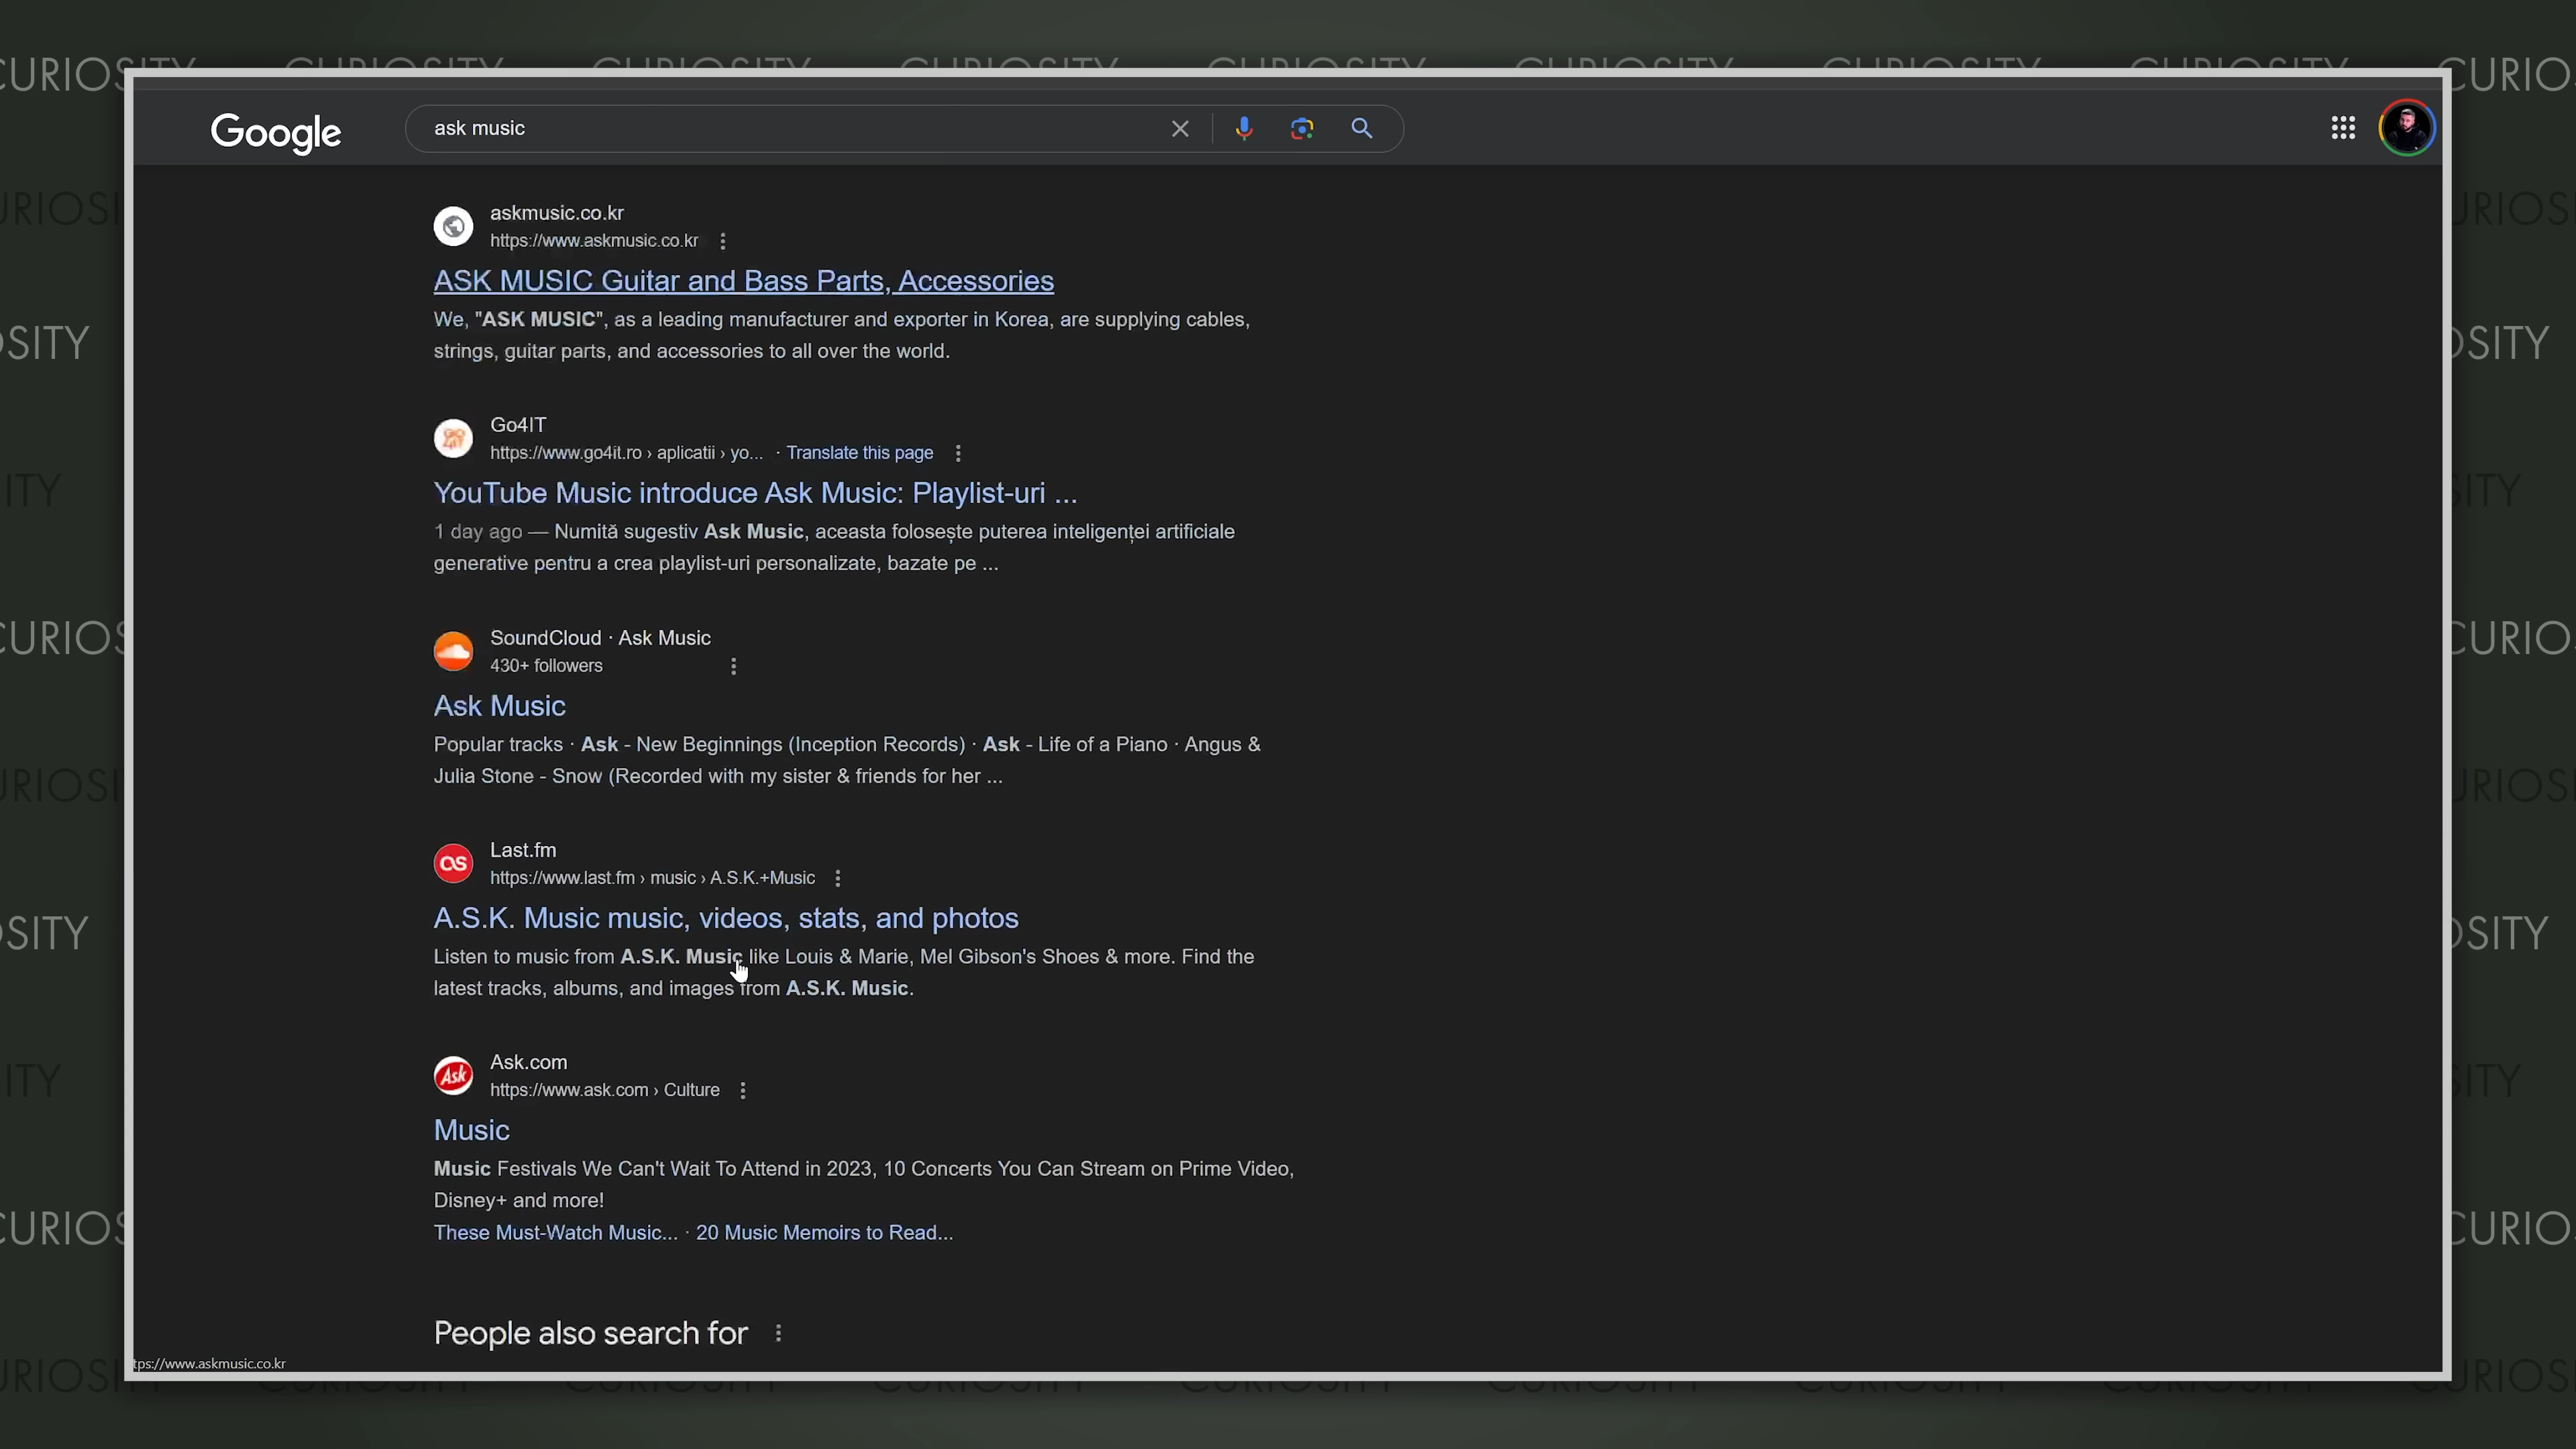 CURIOSITY CURIOSITY CURIOSITY CURIOSITY CURIOSITY CURIOSITY CURIOSITY
Google
ask music
askmusic.co.kr
https://www.askmusic.co.kr
ASK MUSIC Guitar and Bass Parts, Accessories
We, "ASK MUSIC", as a leading manufacturer and exporter in Korea, are supplying cables,
strings, guitar parts, and accessories to all over the world.
Go4IT
https://www.go4it.ro › aplicatii › yo... · Translate this page
YouTube Music introduce Ask Music: Playlist-uri ...
1 day ago — Numită sugestiv Ask Music, aceasta folosește puterea inteligenței artificiale
generative pentru a crea playlist-uri personalizate, bazate pe ...
SoundCloud · Ask Music
430+ followers
Ask Music
Popular tracks · Ask - New Beginnings (Inception Records) · Ask - Life of a Piano · Angus &
Julia Stone - Snow (Recorded with my sister & friends for her ...
Last.fm
https://www.last.fm › music › A.S.K.+Music
A.S.K. Music music, videos, stats, and photos
Listen to music from A.S.K. Music like Louis & Marie, Mel Gibson's Shoes & more. Find the
latest tracks, albums, and images from A.S.K. Music.
Ask
Ask.com
https://www.ask.com › Culture
Music
Music Festivals We Can't Wait To Attend in 2023, 10 Concerts You Can Stream on Prime Video,
Disney+ and more!
These Must-Watch Music... · 20 Music Memoirs to Read...
People also search for
tps://www.askmusic.co.kr